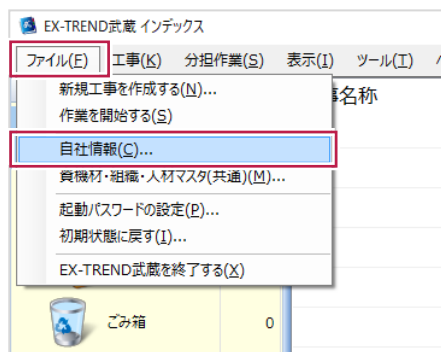 EX-TREND武蔵 インデックス
ファイル(F) 工事(K) 分担作業(S) 表示(I) ツール(T)
新規工事を作成する(N)...
名称
作業を開始する(S)
自社情報(C)...
資機材・組織・人材マスタ(共通)(M)...
起動パスワードの設定(P)...
初期状態に戻す(I)...
EX-TREND武蔵を終了する(X)
ごみ箱 0